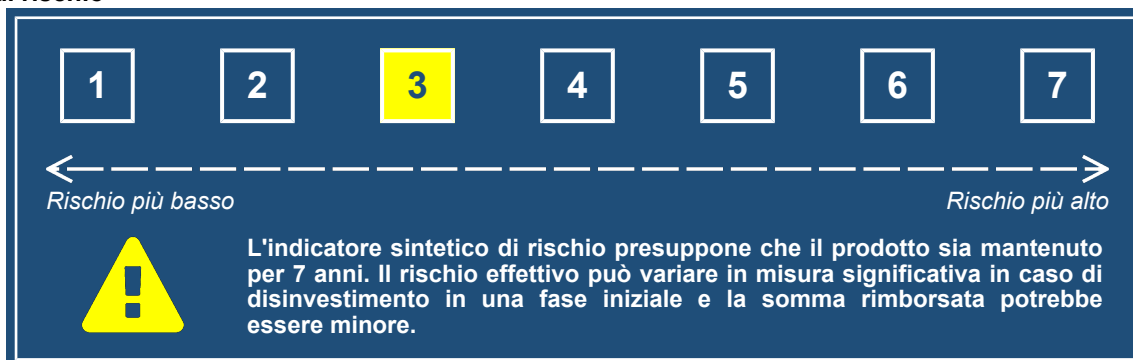 di rischio
1 2 3 4 5 6 7
Rischio più basso Rischio più alto
L'indicatore sintetico di rischio presuppone che il prodotto sia mantenuto
per 7 anni. Il rischio effettivo può variare in misura significativa in caso di
disinvestimento in una fase iniziale e la somma rimborsata potrebbe
essere minore.